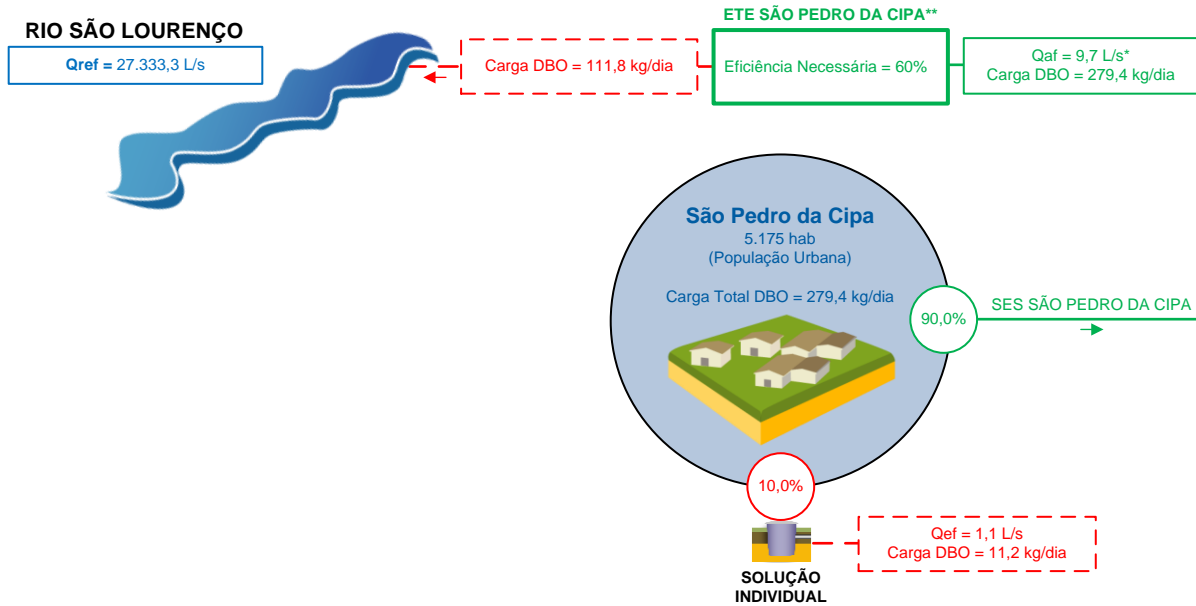 RIO SÃO LOURENÇO
Qref = 27.333,3 L/s
Carga DBO = 111,8 kg/dia
ETE SÃO PEDRO DA CIPA**
Eficiência Necessária = 60%
Qaf = 9,7 L/s*
Carga DBO = 279,4 kg/dia
São Pedro da Cipa
5.175 hab
(População Urbana)
Carga Total DBO = 279,4 kg/dia
90,0%
SES SÃO PEDRO DA CIPA
10,0%
Qef = 1,1 L/s
Carga DBO = 11,2 kg/dia
SOLUÇÃO
INDIVIDUAL